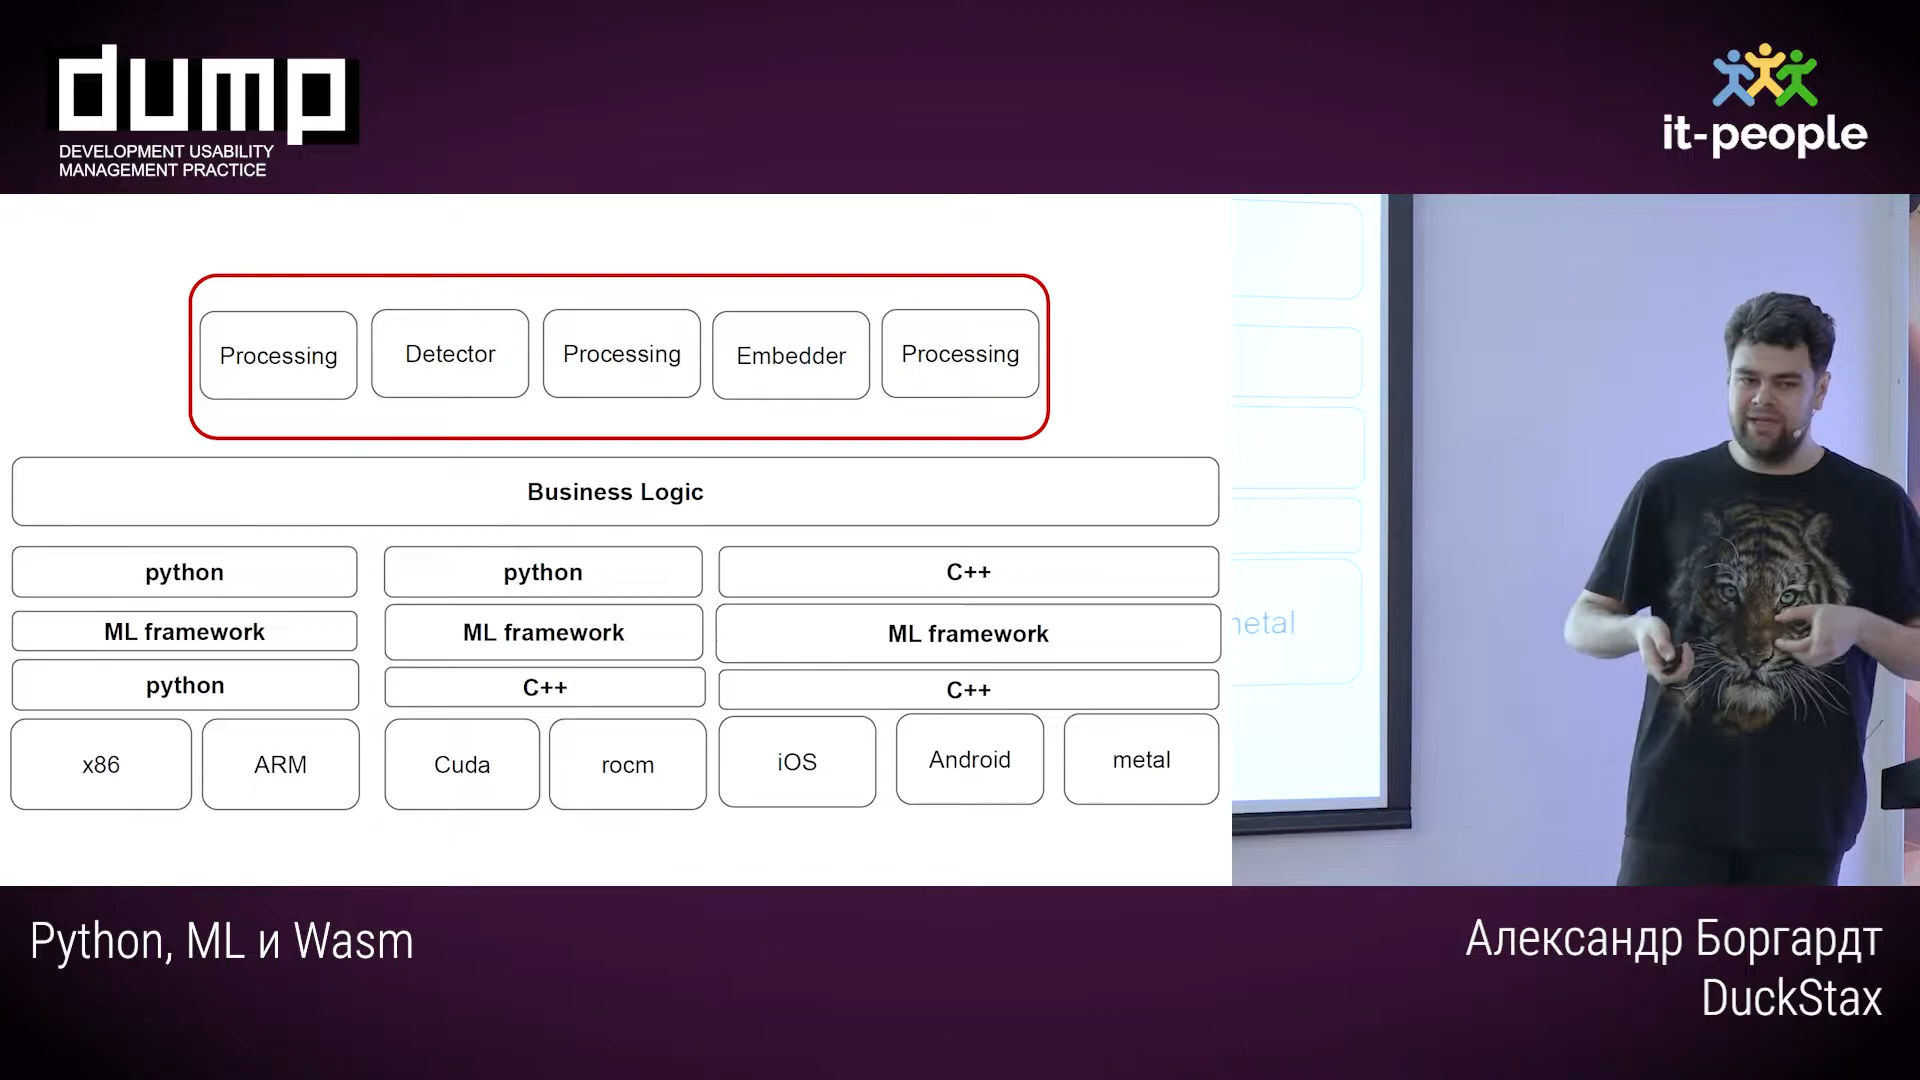 dump
DEVELOPMENT USABILITY
MANAGEMENT PRACTICE
it-people
Processing
Detector
Processing
Embedder
Processing
Business Logic
python
python
C++
ML framework
ML framework
ML framework
python
C++
C++
x86
ARM
Cuda
rocm
iOS
Android
metal
Python, ML и Wasm
Александр Боргардт
DuckStax